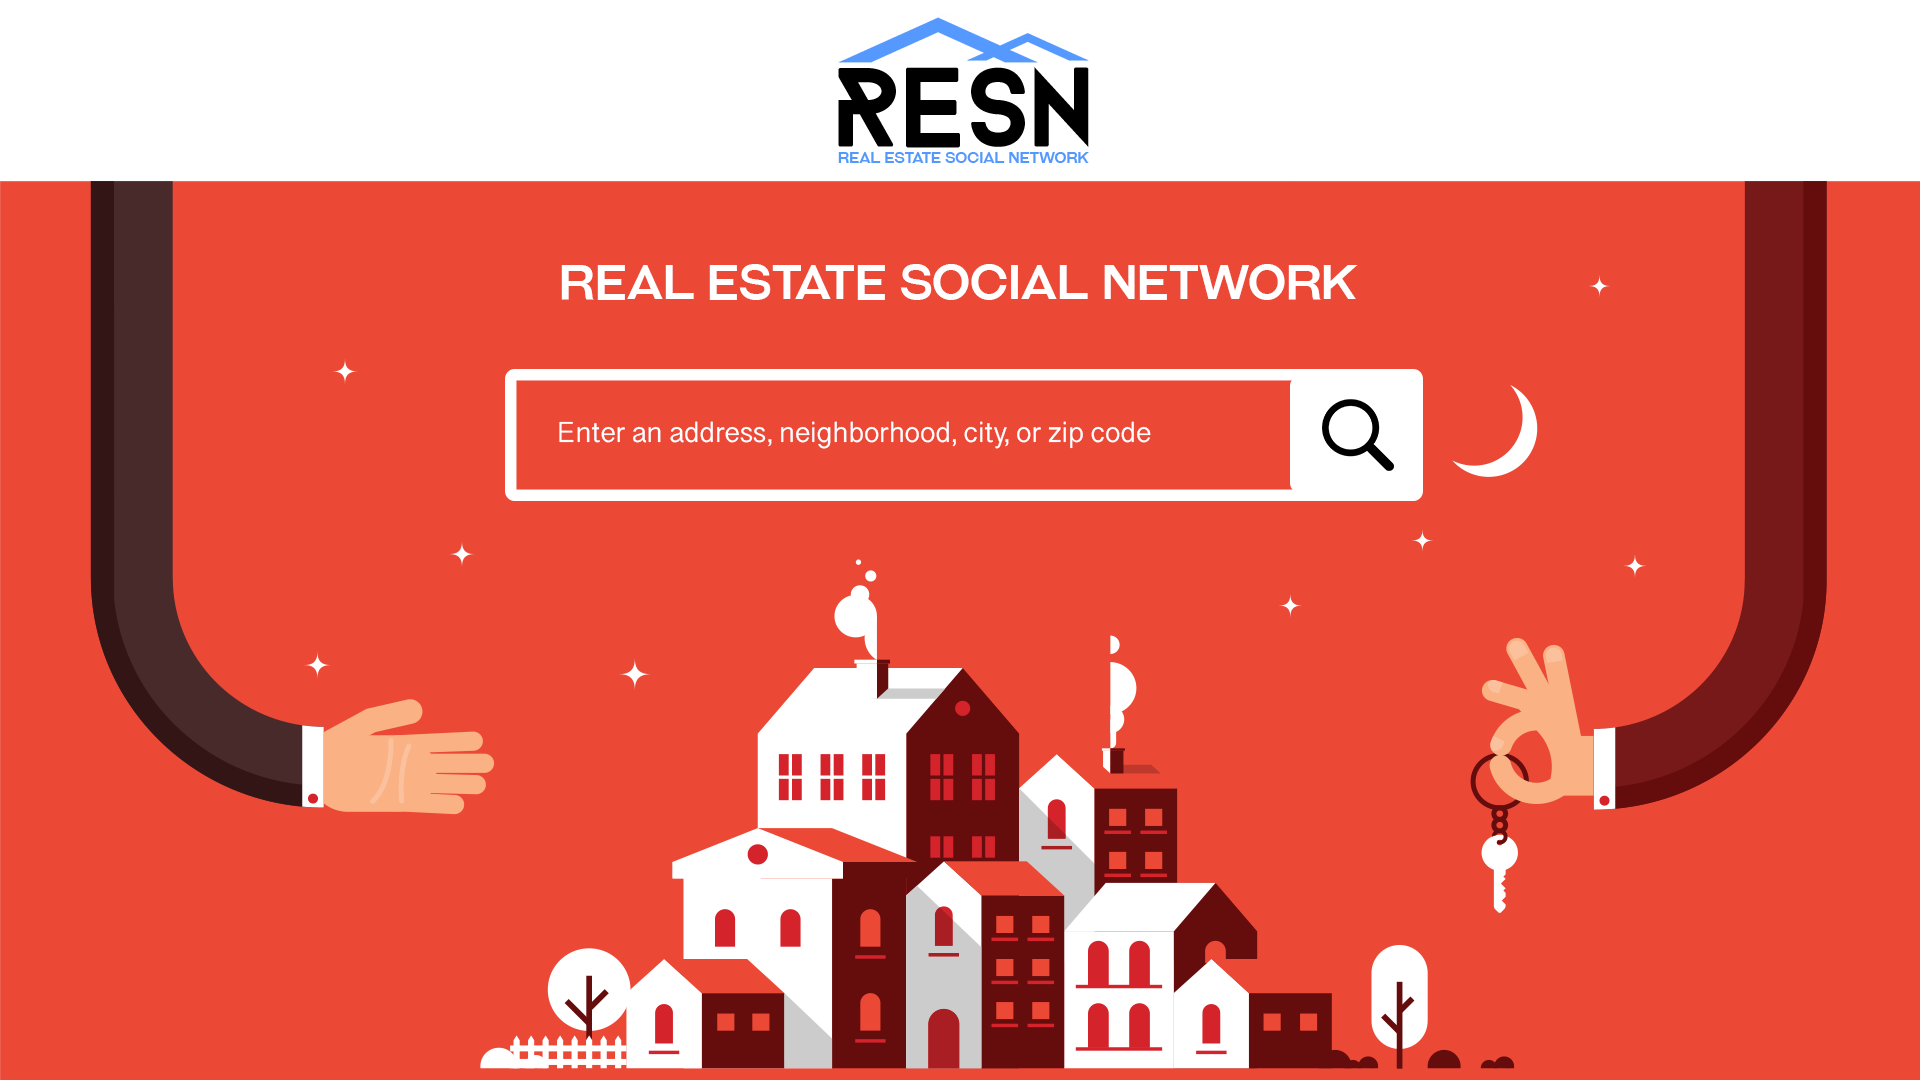 RESN
REAL ESTATE SOCIAL NETWORK
REAL ESTATE SOCIAL NETWORK
Enter an address, neighborhood, city, or zip code